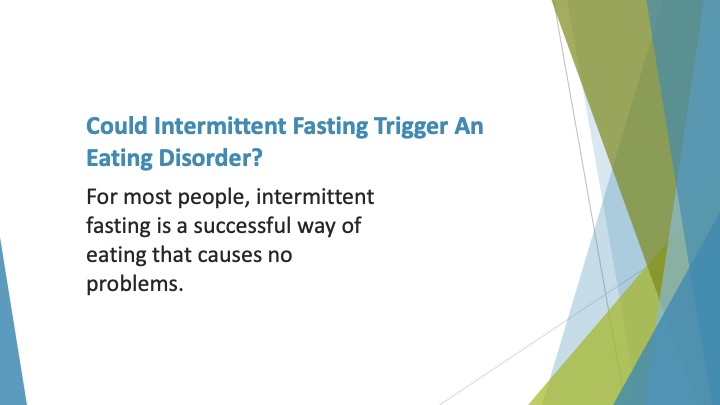 Could Intermittent Fasting Trigger An
Eating Disorder?
For most people, intermittent
fasting is a successful way of
eating that causes no
problems.